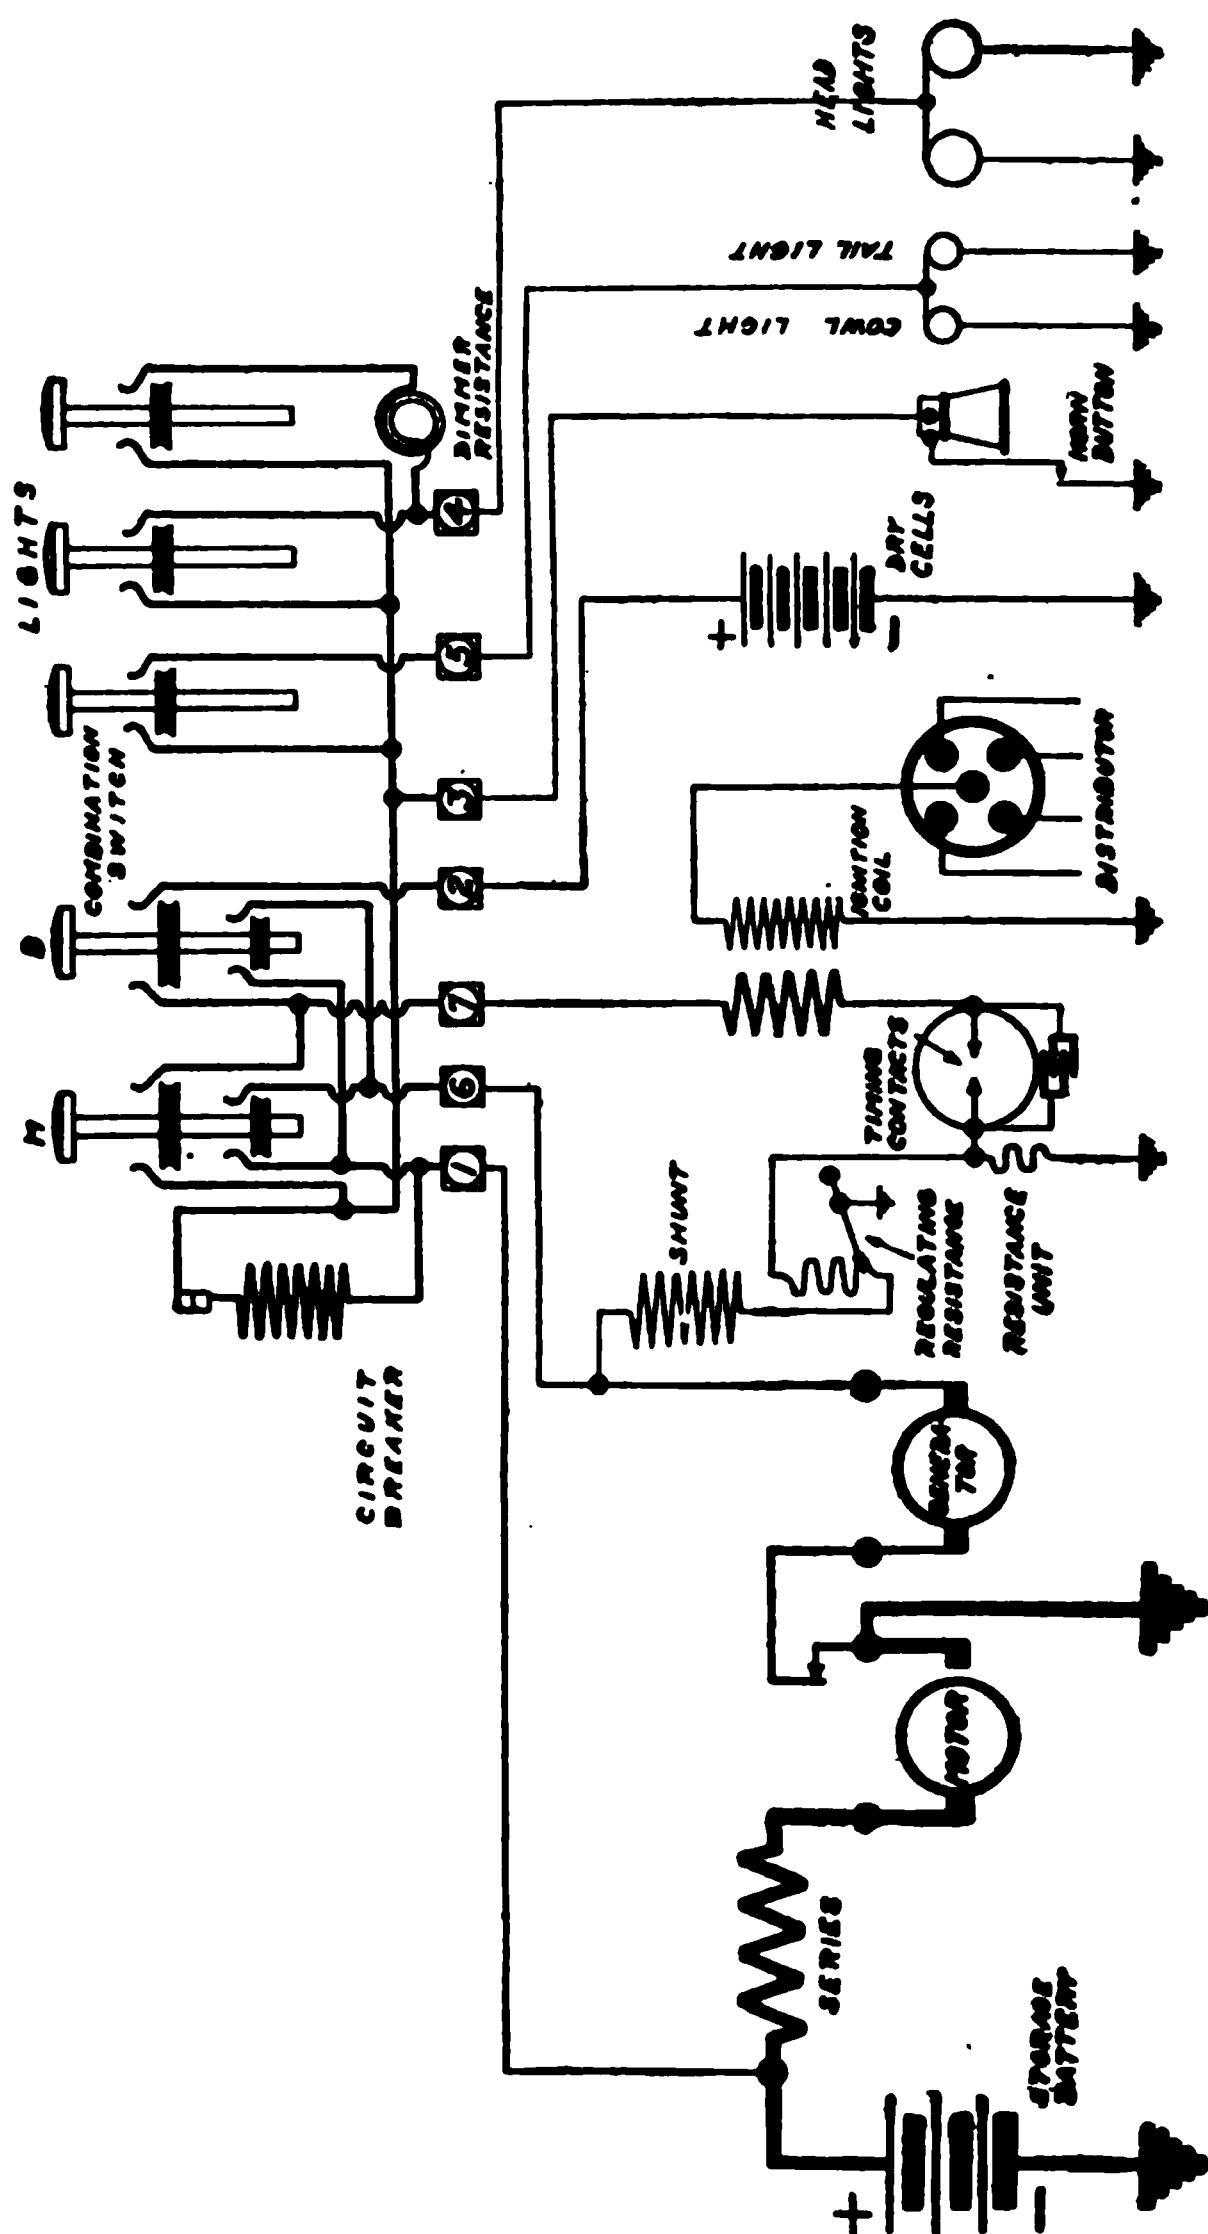 LIGHTS
COMBINATION
SWITCH
B
M
DIMMER
RESISTANCE
4
5
3
2
7
6
1
CIRCUIT
BREAKER
HEAD
LIGHTS
TAIL LIGHT
COWL LIGHT
HORN
BUTTON
DRY
CELLS
+
-
DISTRIBUTOR
IGNITION
COIL
TIMING
CONTACTS
SHUNT
REGULATING
RESISTANCE
RESISTANCE
UNIT
GENERA
TOR
MOTOR
SERIES
STORAGE
BATTERY
+
-